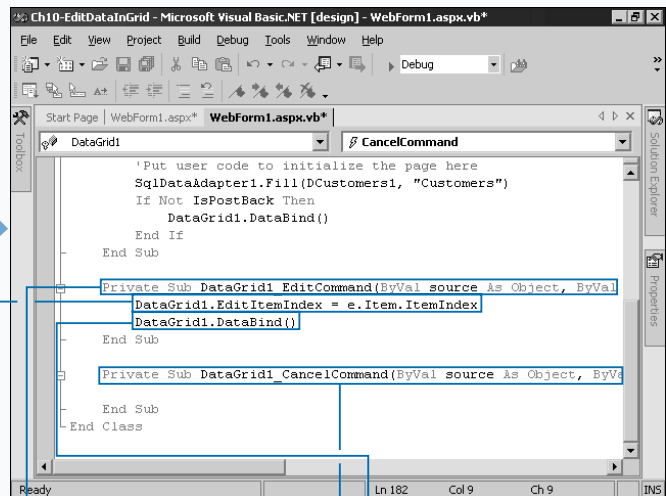 Ch10-EditDataInGrid - Microsoft Visual Basic.NET [design] - WebForm1.aspx.vb*
File Edit View Project Build Debug Tools Window Help
Debug
Start Page WebForm1.aspx* WebForm1.aspx.vb*
Toolbox
Solution Explorer
Properties
DataGrid1 CancelCommand
'Put user code to initialize the page here
SqlDataAdapter1.Fill(DCustomers1, "Customers")
If Not IsPostBack Then
DataGrid1.DataBind()
End If
End Sub
Private Sub DataGrid1_EditCommand(ByVal source As Object, ByVal
DataGrid1.EditItemIndex = e.Item.ItemIndex
DataGrid1.DataBind()
End Sub
Private Sub DataGrid1_CancelCommand(ByVal source As Object, ByVa
End Sub
End Class
Ready Ln 182 Col 9 Ch 9 INS